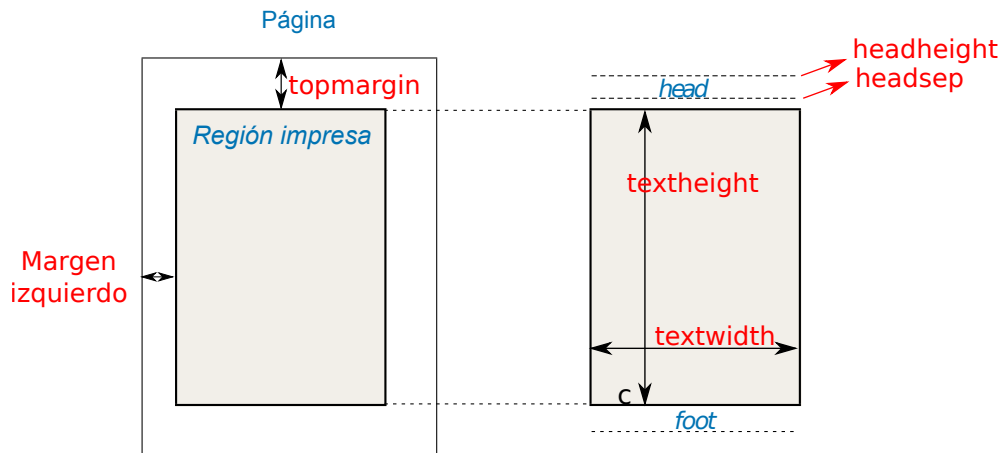 Página
topmargin
Región impresa
Margen
izquierdo
headheight
headsep
head
textheight
textwidth
c
foot